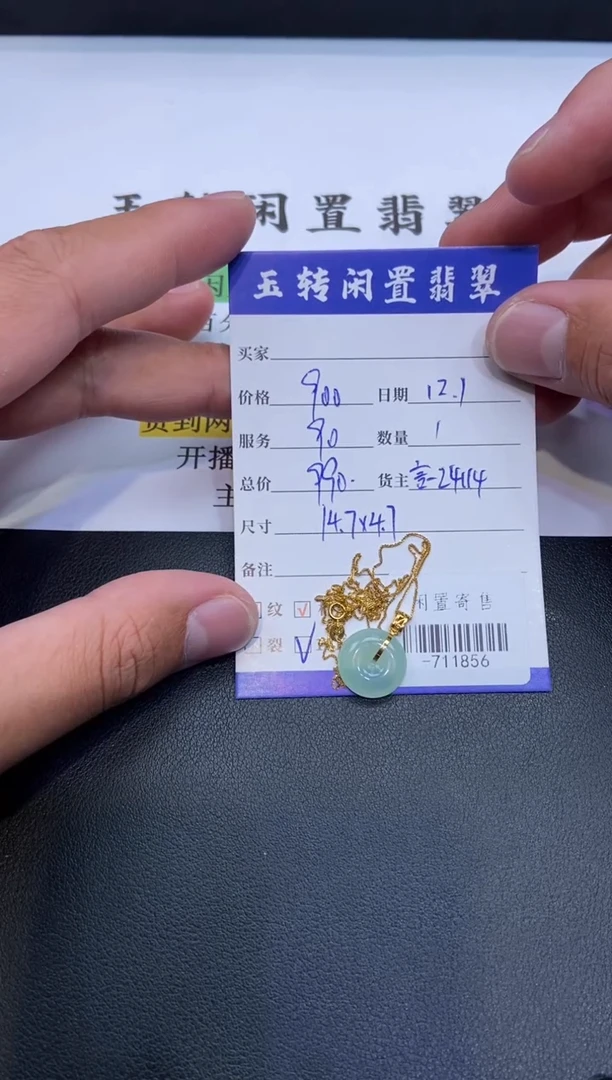 玉转闲置翡翠
玉转闲置翡翠
买家
价格 900 日期 12.1
服务 90 数量 1
总价 990. 货主 言-24114
尺寸 14.7x4.7
备注
纹
闲置寄售
裂
-711856
货到两
开播
主